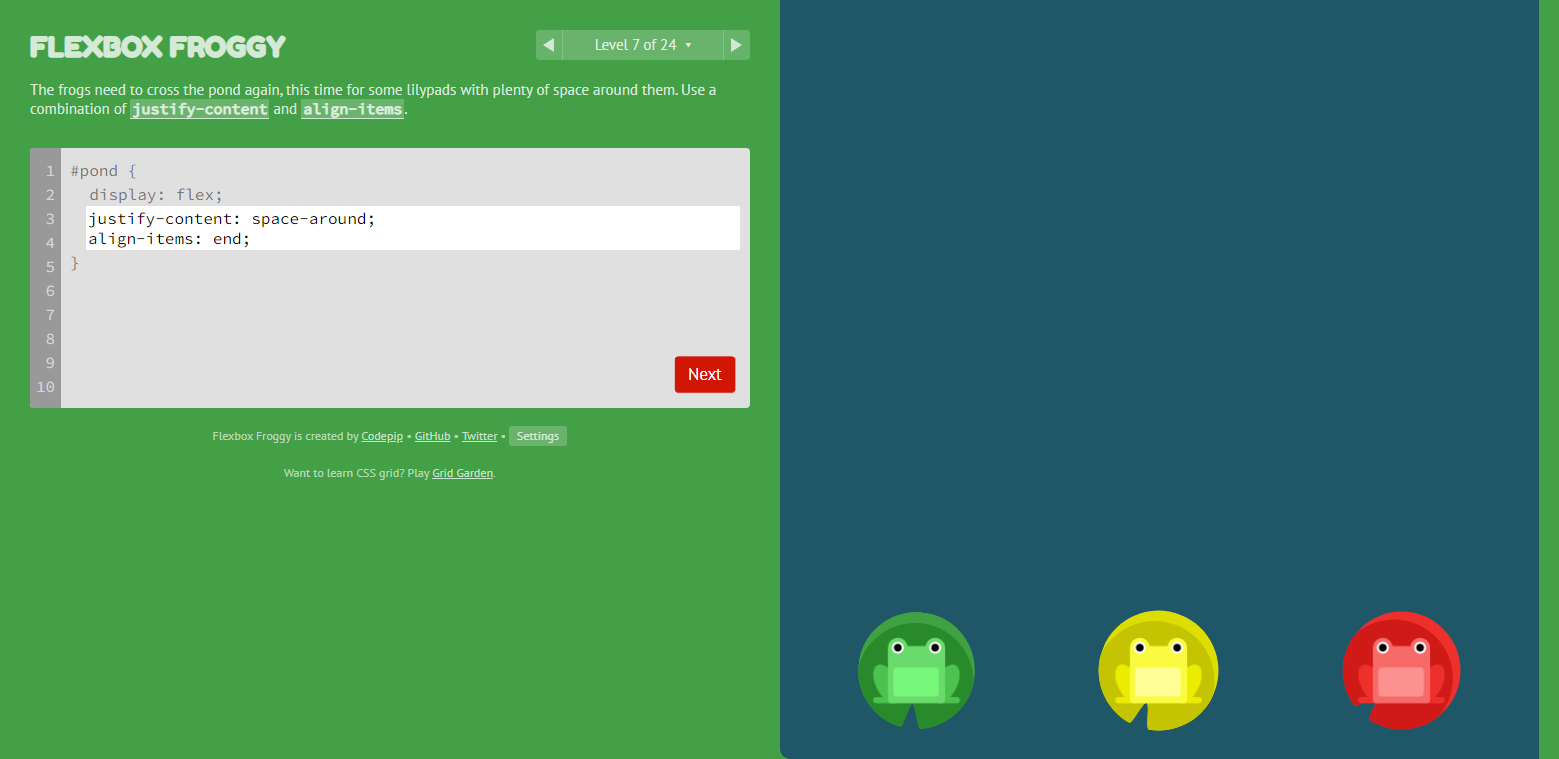 FLEXBOX FROGGY
◀ Level 7 of 24 ▾ ▶
The frogs need to cross the pond again, this time for some lilypads with plenty of space around them. Use a
combination of justify-content and align-items.
1 #pond {
2 display: flex;
3 justify-content: space-around;
4 align-items: end;
5 }
6
7
8
9
10
Next
Flexbox Froggy is created by Codepip • GitHub • Twitter • Settings
Want to learn CSS grid? Play Grid Garden.